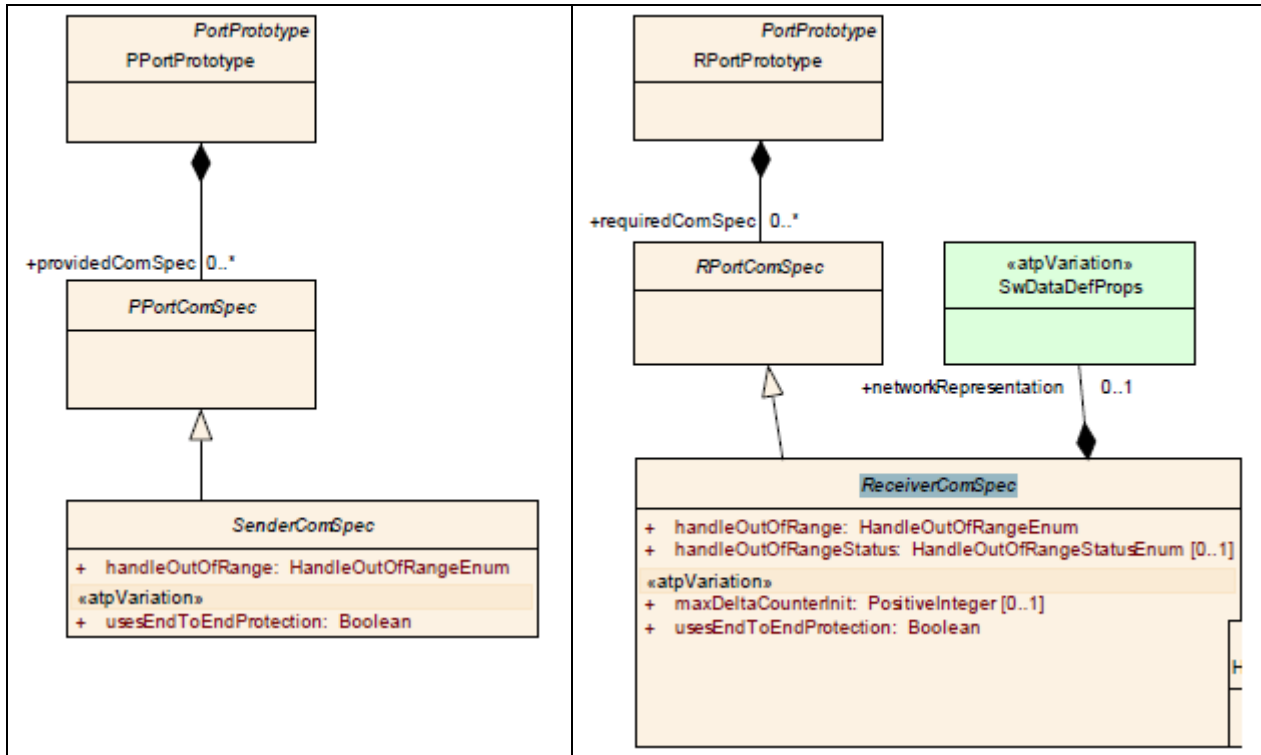 PortPrototype
PPortPrototype
+providedComSpec 0..*
PPortComSpec
SenderComSpec
+ handleOutOfRange: HandleOutOfRangeEnum
«atpVariation»
+ usesEndToEndProtection: Boolean
PortPrototype
RPortPrototype
+requiredComSpec 0..*
RPortComSpec
«atpVariation»
SwDataDefProps
+networkRepresentation 0..1
ReceiverComSpec
+ handleOutOfRange: HandleOutOfRangeEnum
+ handleOutOfRangeStatus: HandleOutOfRangeStatusEnum [0..1]
«atpVariation»
+ maxDeltaCounterInit: PositiveInteger [0..1]
+ usesEndToEndProtection: Boolean
H